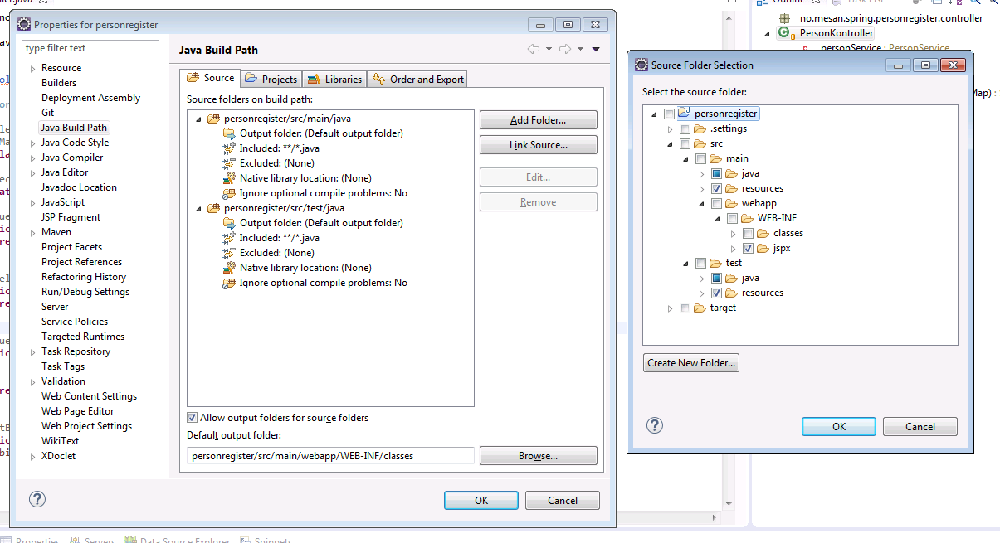 Properties for personregister
type filter text
Resource
Builders
Deployment Assembly
Git
Java Build Path
Java Code Style
Java Compiler
Java Editor
Javadoc Location
JavaScript
JSP Fragment
Maven
Project Facets
Project References
Refactoring History
Run/Debug Settings
Server
Service Policies
Targeted Runtimes
Task Repository
Task Tags
Validation
Web Content Settings
Web Page Editor
Web Project Settings
WikiText
XDoclet
Java Build Path
Source Projects Libraries Order and Export
Source folders on build path:
personregister/src/main/java
Output folder: (Default output folder)
Included: **/*.java
Excluded: (None)
Native library location: (None)
Ignore optional compile problems: No
personregister/src/test/java
Output folder: (Default output folder)
Included: **/*.java
Excluded: (None)
Native library location: (None)
Ignore optional compile problems: No
Add Folder...
Link Source...
Edit...
Remove
Allow output folders for source folders
Default output folder:
personregister/src/main/webapp/WEB-INF/classes
Browse...
OK Cancel
Outline Task List
no.mesan.spring.personregister.controller
PersonKontroller
personService : PersonService
Source Folder Selection
Select the source folder:
personregister
.settings
src
main
java
resources
webapp
WEB-INF
classes
jspx
test
java
resources
target
Create New Folder...
OK Cancel
Map) :
Properties Servers Data Source Explorer Snippets